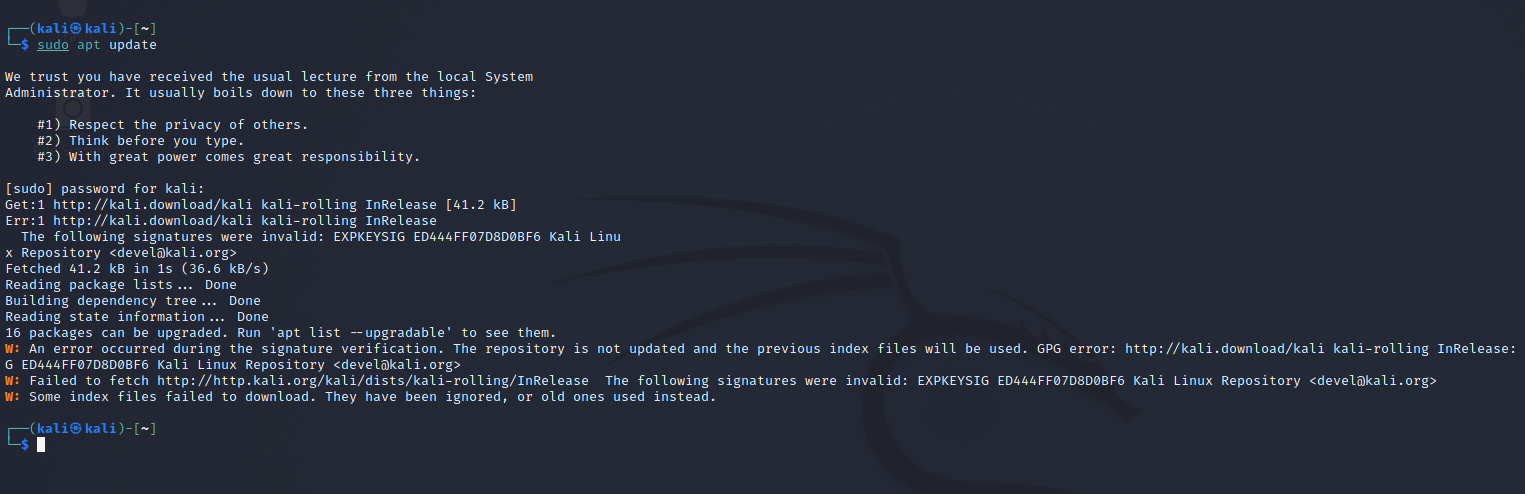 ┌──(kali㉿kali)-[~]
└─$ sudo apt update
We trust you have received the usual lecture from the local System
Administrator. It usually boils down to these three things:
#1) Respect the privacy of others.
#2) Think before you type.
#3) With great power comes great responsibility.
[sudo] password for kali:
Get:1 http://kali.download/kali kali-rolling InRelease [41.2 kB]
Err:1 http://kali.download/kali kali-rolling InRelease
The following signatures were invalid: EXPKEYSIG ED444FF07D8D0BF6 Kali Linu
x Repository <devel@kali.org>
Fetched 41.2 kB in 1s (36.6 kB/s)
Reading package lists... Done
Building dependency tree... Done
Reading state information... Done
16 packages can be upgraded. Run 'apt list --upgradable' to see them.
W: An error occurred during the signature verification. The repository is not updated and the previous index files will be used. GPG error: http://kali.download/kali kali-rolling InRelease:
G ED444FF07D8D0BF6 Kali Linux Repository <devel@kali.org>
W: Failed to fetch http://http.kali.org/kali/dists/kali-rolling/InRelease  The following signatures were invalid: EXPKEYSIG ED444FF07D8D0BF6 Kali Linux Repository <devel@kali.org>
W: Some index files failed to download. They have been ignored, or old ones used instead.
┌──(kali㉿kali)-[~]
└─$